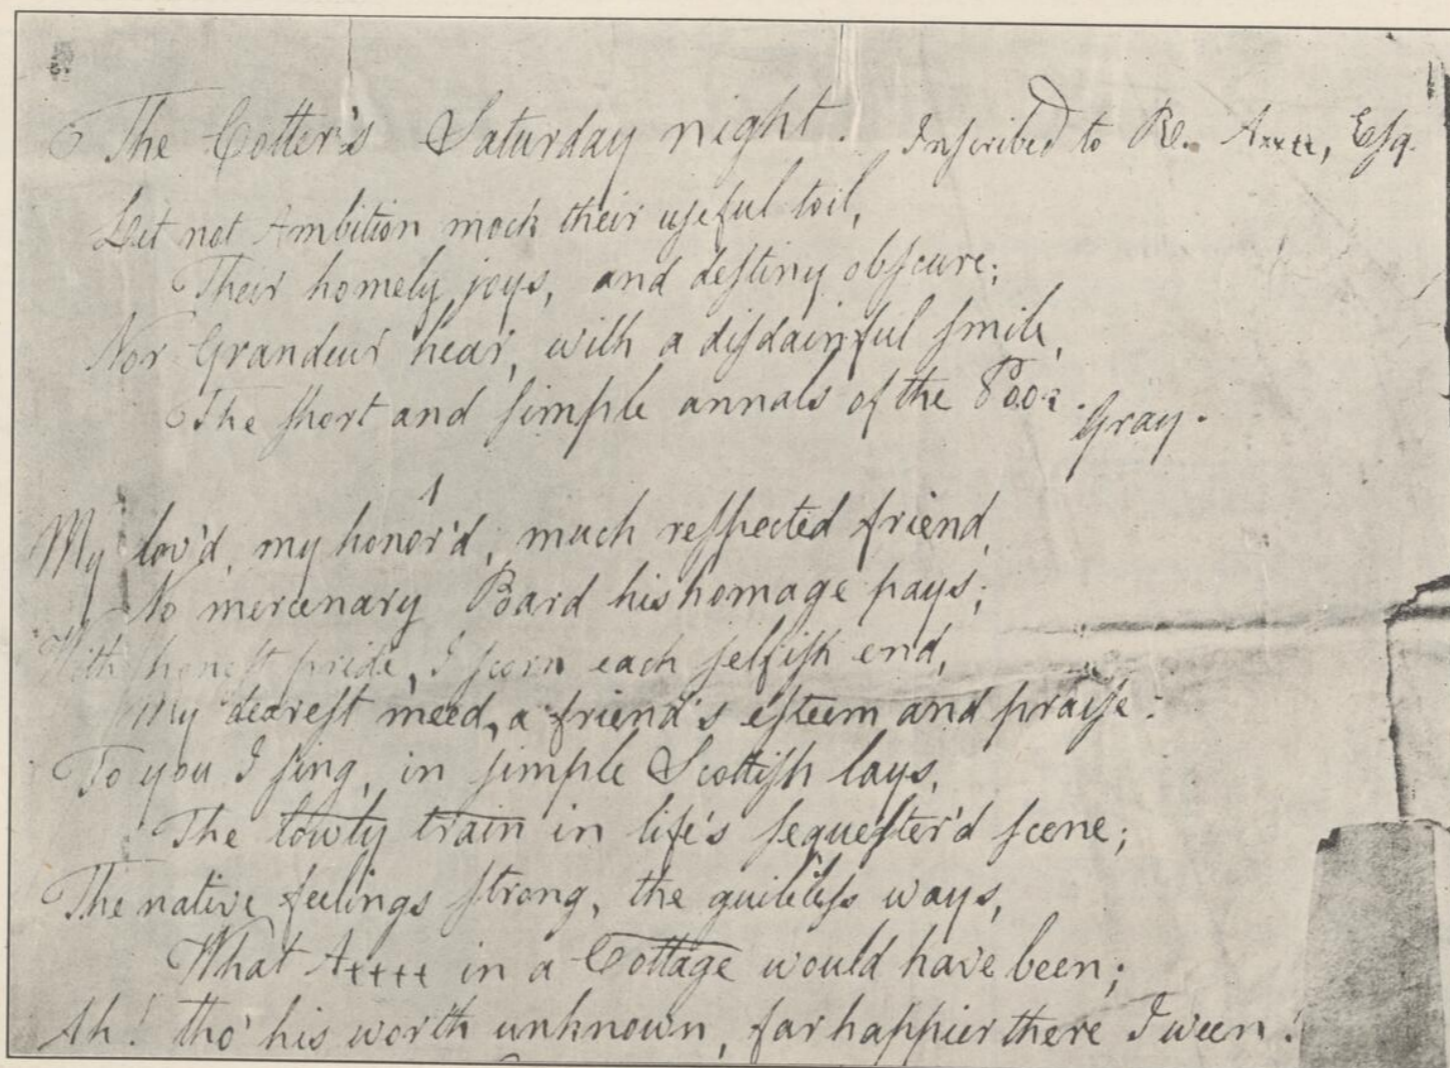 The Cotter's Saturday night. Inscribed to R. A××××, Esq.
Let not Ambition mock their useful toil,
Their homely joys, and destiny obscure;
Nor Grandeur hear, with a disdainful smile,
The short and simple annals of the Poor. Gray.
1
My lov'd, my honor'd, much respected friend,
No mercenary Bard his homage pays;
With honest pride, I scorn each selfish end,
My dearest meed, a friend's esteem and praise:
To you I sing, in simple Scottish lays,
The lowly train in life's sequester'd scene;
The native feelings strong, the guileless ways,
What A×××× in a Cottage would have been;
Ah! tho' his worth unknown, far happier there I ween!